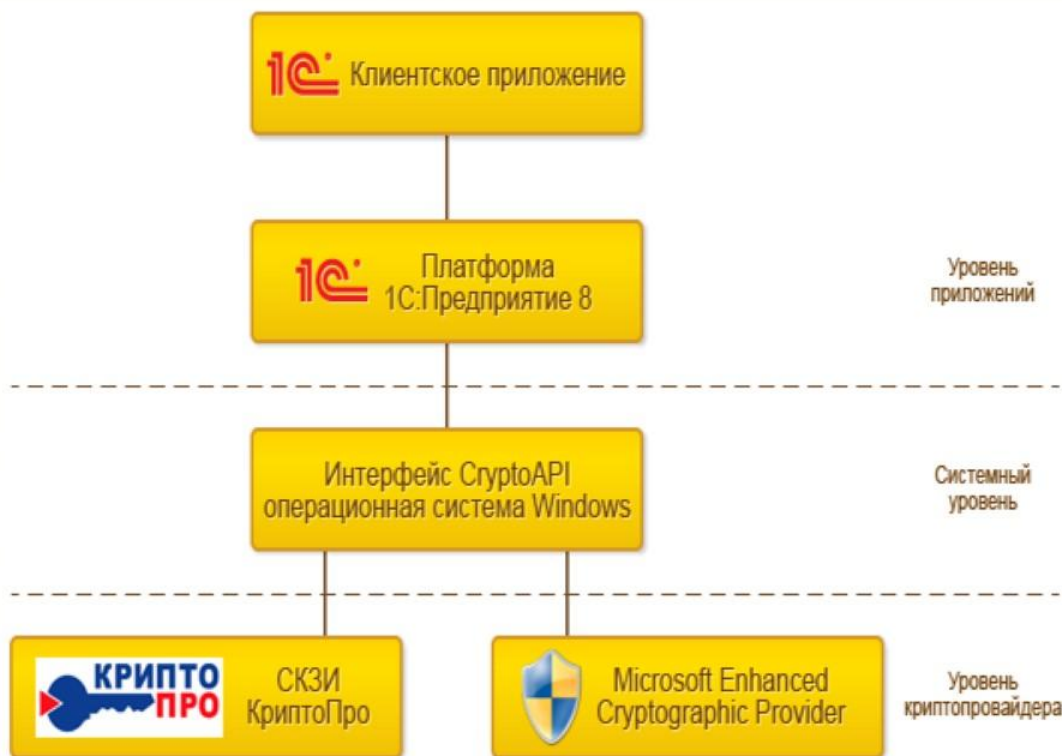 1С Клиентское приложение
1С Платформа
1С:Предприятие 8
Уровень
приложений
Интерфейс CryptoAPI
операционная система Windows
Системный
уровень
КРИПТО
ПРО
СКЗИ
КриптоПро
Microsoft Enhanced
Cryptographic Provider
Уровень
криптопровайдера